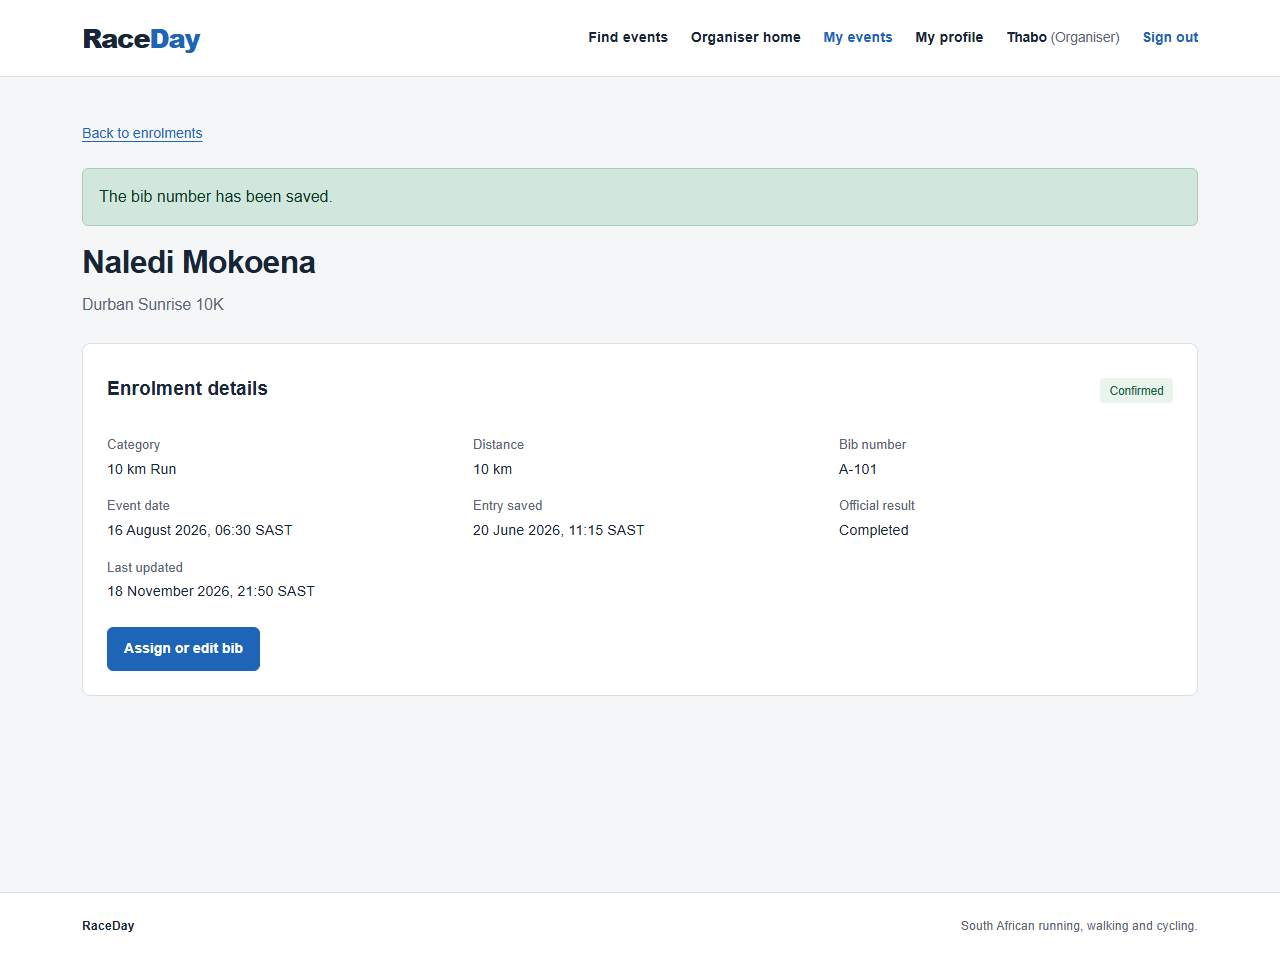 RaceDay
Find events Organiser home My events My profile Thabo (Organiser) Sign out
Back to enrolments
The bib number has been saved.
Naledi Mokoena
Durban Sunrise 10K
Enrolment details Confirmed
Category Distance Bib number
10 km Run 10 km A-101
Event date Entry saved Official result
16 August 2026, 06:30 SAST 20 June 2026, 11:15 SAST Completed
Last updated
18 November 2026, 21:50 SAST
Assign or edit bib
RaceDay South African running, walking and cycling.